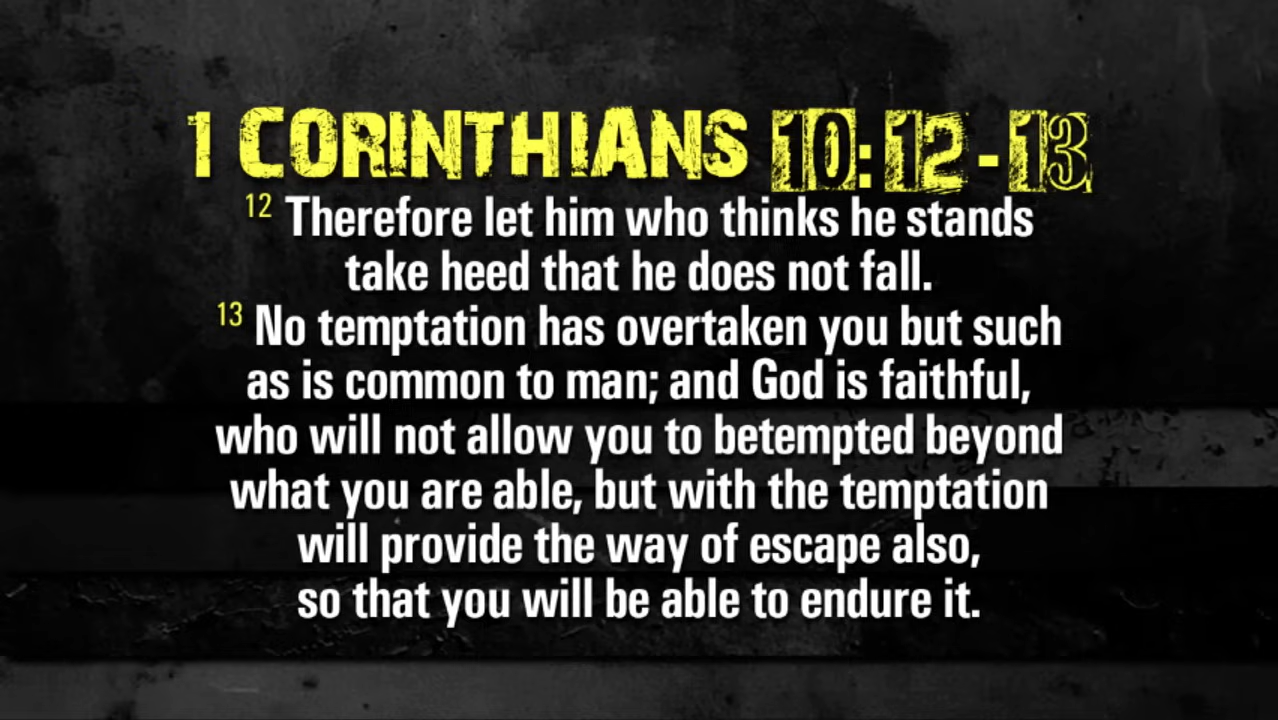 1 CORINTHIANS 10:12-13
12 Therefore let him who thinks he stands
take heed that he does not fall.
13 No temptation has overtaken you but such
as is common to man; and God is faithful,
who will not allow you to betempted beyond
what you are able, but with the temptation
will provide the way of escape also,
so that you will be able to endure it.